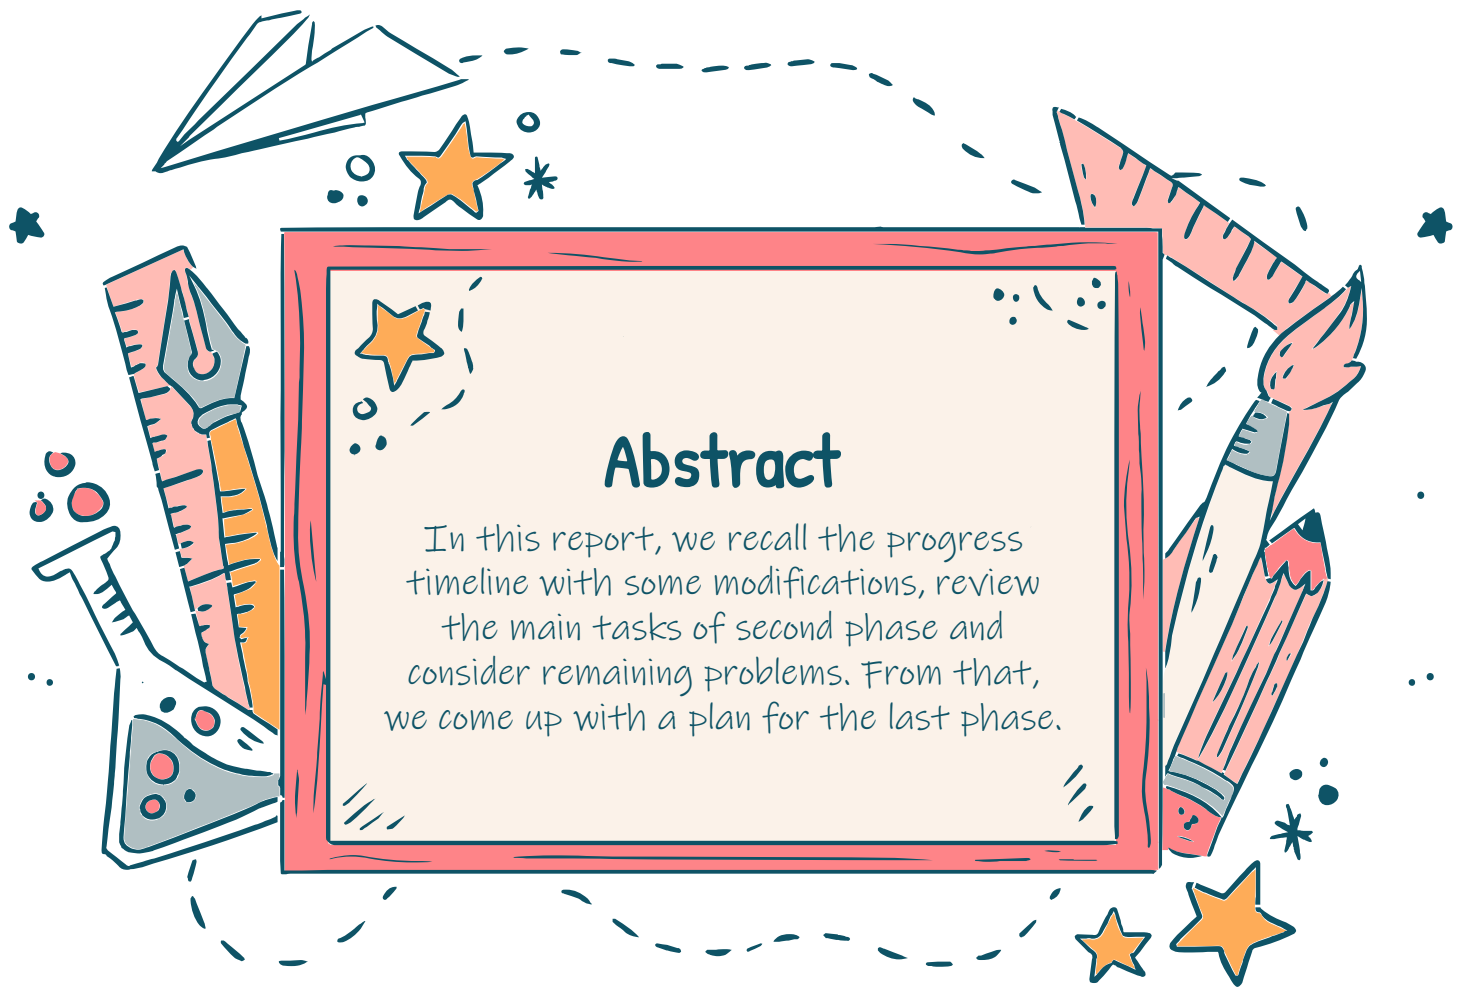 Abstract
In this report, we recall the progress
timeline with some modifications, review
the main tasks of second phase and
consider remaining problems. From that,
we come up with a plan for the last phase.